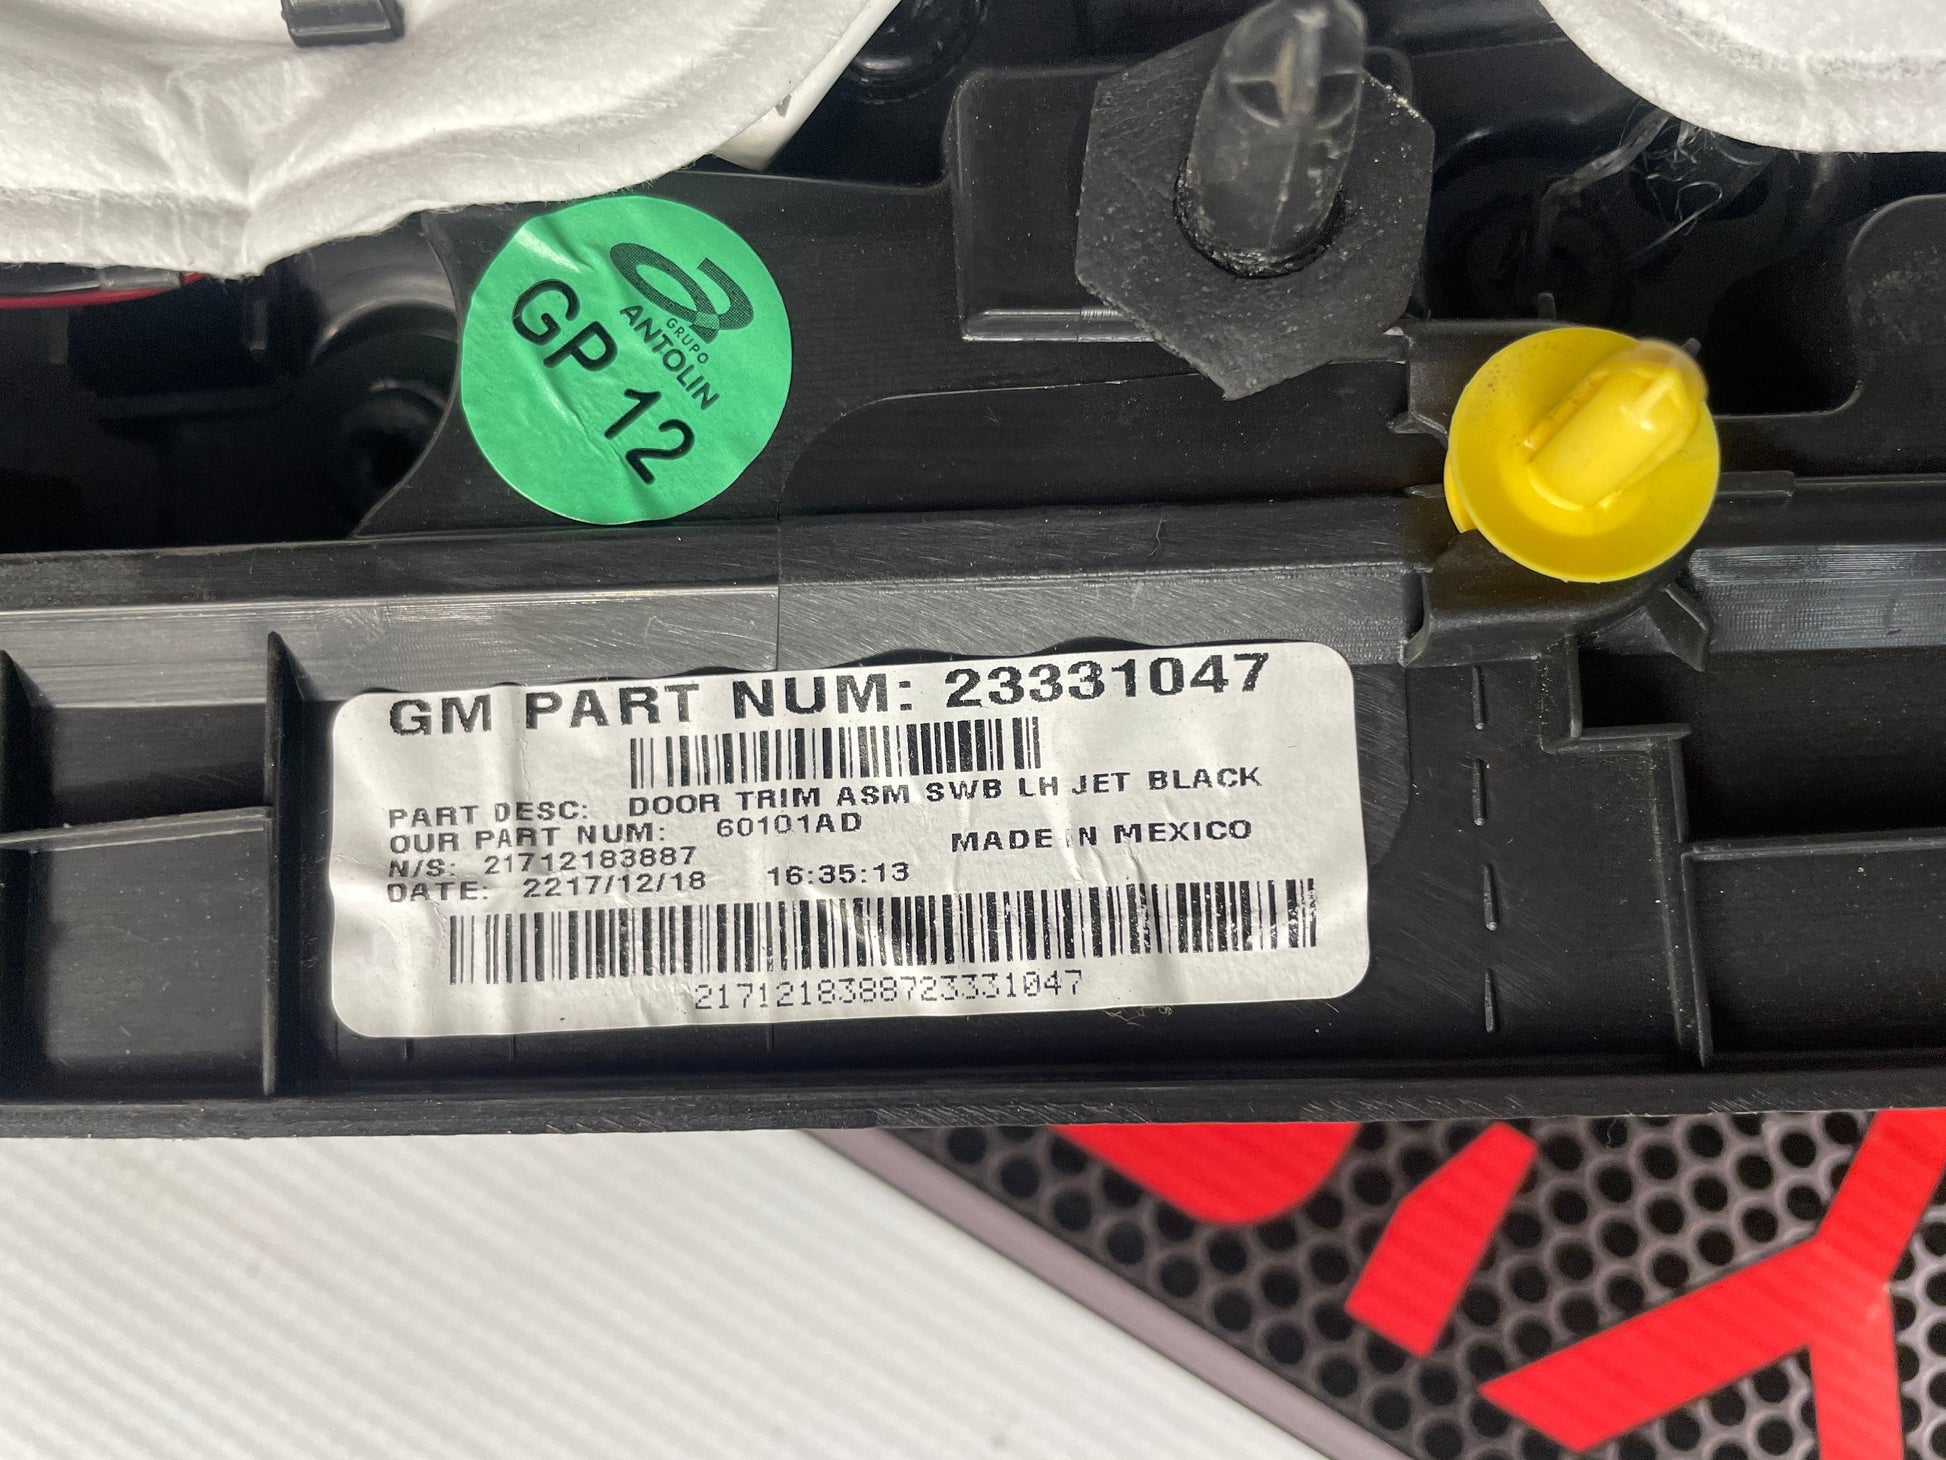 GRUPO
ANTOLIN
GP 12
GM PART NUM: 23331047
PART DESC: DOOR TRIM ASM SWB LH JET BLACK
OUR PART NUM: 60101AD
MADE IN MEXICO
N/S: 21712183887
DATE: 2217/12/18 16:35:13
2171218388723331047